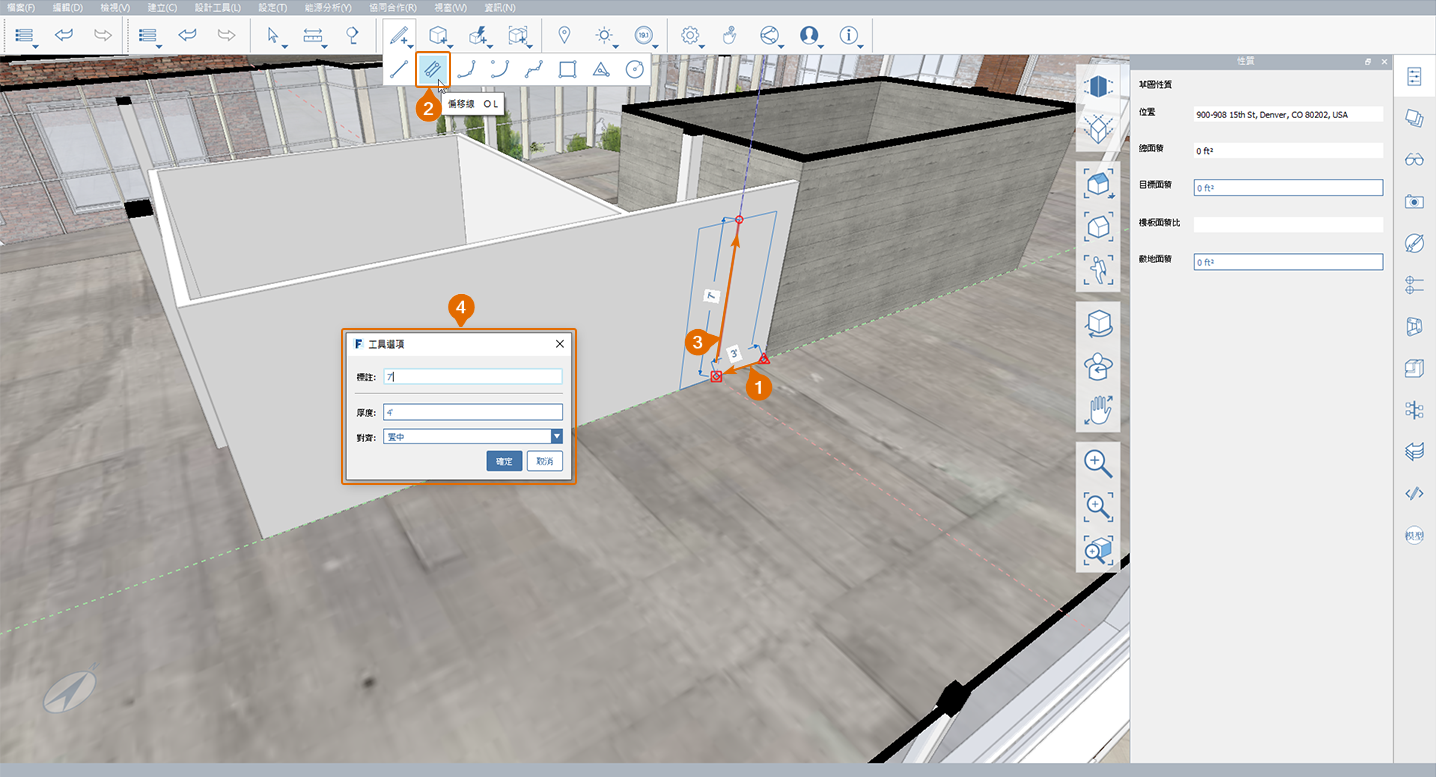 檔案(F) 編輯(D) 檢視(V) 建立(C) 設計工具(L) 設定(T) 能源分析(Y) 協同合作(R) 視窗(W) 資訊(N)
19.1
偏移線 O L
2
性質
草圖性質
位置 900-908 15th St, Denver, CO 80202, USA
總面積 0 ft²
目標面積 0 ft²
樓板面積比
敷地面積 0 ft²
模型
7'
3'
3
1
4
F 工具選項
標註: 7'
厚度: 4'
對齊: 置中
確定 取消